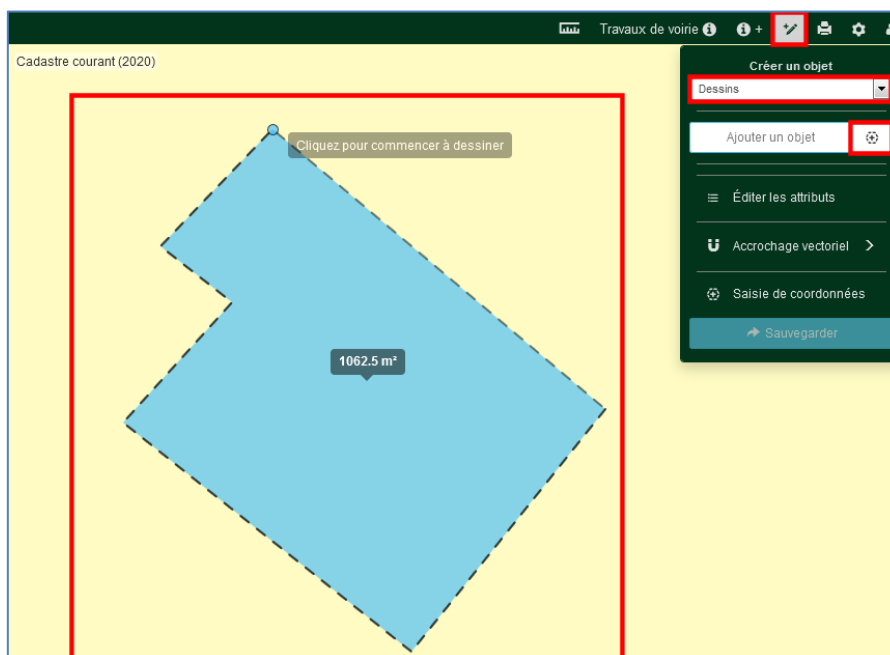 Travaux de voirie
+
Cadastre courant (2020)
Créer un objet
Dessins
Cliquez pour commencer à dessiner
Ajouter un objet
Éditer les attributs
Accrochage vectoriel
Saisie de coordonnées
Sauvegarder
1062.5 m²